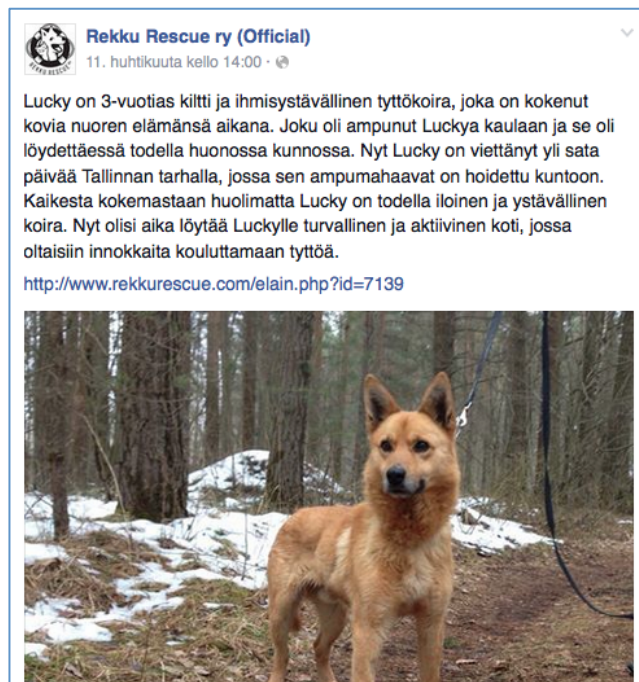 Rekku Rescue ry (Official)
11. huhtikuuta kello 14:00 ·
REKKU RESCUE
Lucky on 3-vuotias kiltti ja ihmisystävällinen tyttökoira, joka on kokenut
kovia nuoren elämänsä aikana. Joku oli ampunut Luckya kaulaan ja se oli
löydettäessä todella huonossa kunnossa. Nyt Lucky on viettänyt yli sata
päivää Tallinnan tarhalla, jossa sen ampumahaavat on hoidettu kuntoon.
Kaikesta kokemastaan huolimatta Lucky on todella iloinen ja ystävällinen
koira. Nyt olisi aika löytää Luckylle turvallinen ja aktiivinen koti, jossa
oltaisiin innokkaita kouluttamaan tyttöä.
http://www.rekkurescue.com/elain.php?id=7139